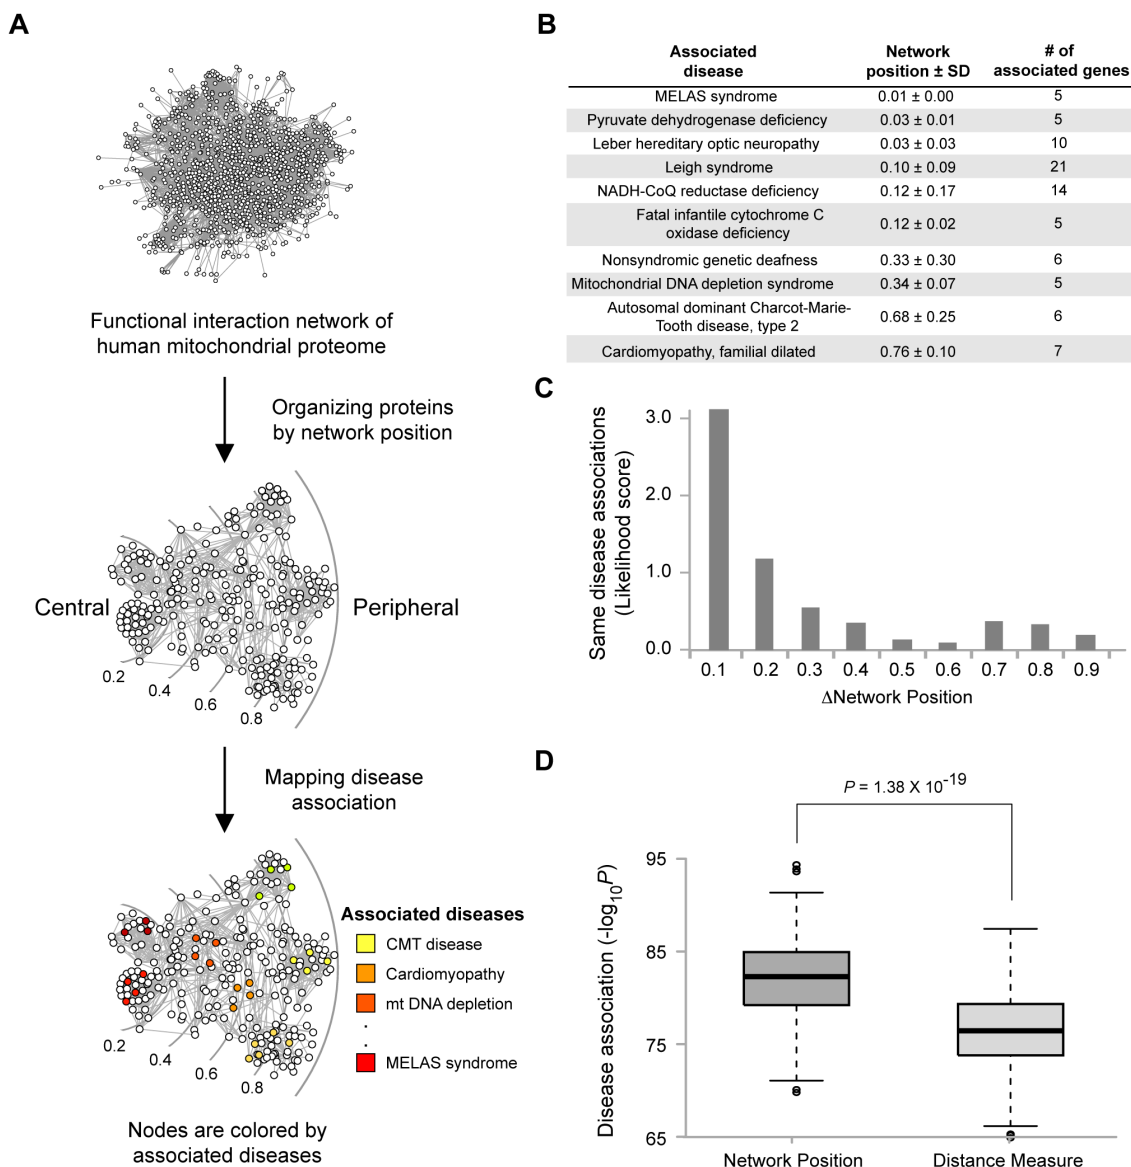 A
Functional interaction network of
human mitochondrial proteome
Organizing proteins
by network position
Central
Peripheral
0.2
0.4
0.6
0.8
Mapping disease
association
Associated diseases
CMT disease
Cardiomyopathy
mt DNA depletion
.
.
MELAS syndrome
0.2
0.4
0.6
0.8
Nodes are colored by
associated diseases
B
Associated disease Network position ± SD # of associated genes
MELAS syndrome 0.01 ± 0.00 5
Pyruvate dehydrogenase deficiency 0.03 ± 0.01 5
Leber hereditary optic neuropathy 0.03 ± 0.03 10
Leigh syndrome 0.10 ± 0.09 21
NADH-CoQ reductase deficiency 0.12 ± 0.17 14
Fatal infantile cytochrome C
oxidase deficiency 0.12 ± 0.02 5
Nonsyndromic genetic deafness 0.33 ± 0.30 6
Mitochondrial DNA depletion syndrome 0.34 ± 0.07 5
Autosomal dominant Charcot-Marie-
Tooth disease, type 2 0.68 ± 0.25 6
Cardiomyopathy, familial dilated 0.76 ± 0.10 7
C
Same disease associations
(Likelihood score)
3.0
2.0
1.0
0.0
0.1 0.2 0.3 0.4 0.5 0.6 0.7 0.8 0.9
ΔNetwork Position
D
P = 1.38 X 10-19
Disease association (-log10P)
95
85
75
65
Network Position Distance Measure